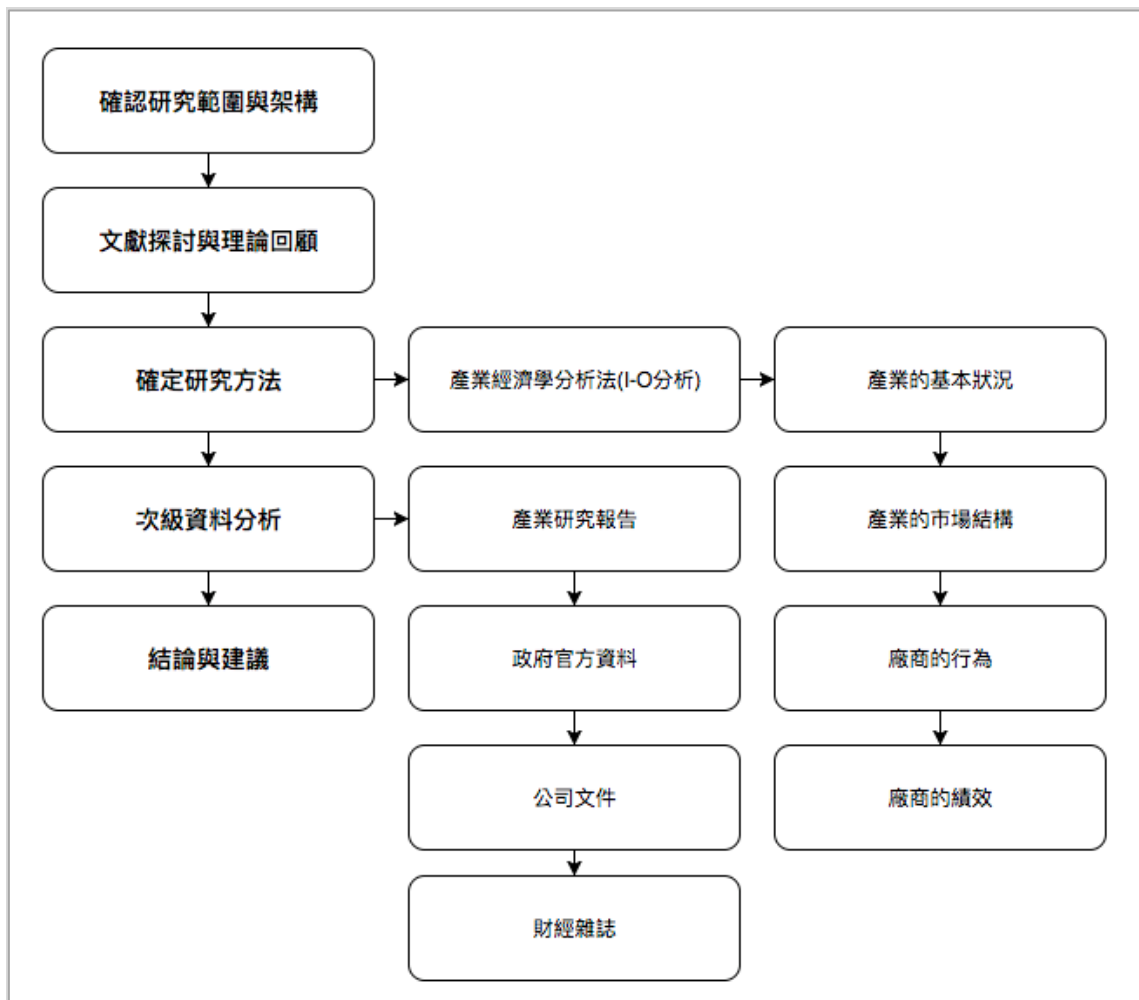 確認研究範圍與架構
文獻探討與理論回顧
確定研究方法
產業經濟學分析法(I-O分析)
產業的基本狀況
次級資料分析
產業研究報告
產業的市場結構
結論與建議
政府官方資料
廠商的行為
公司文件
廠商的績效
財經雜誌